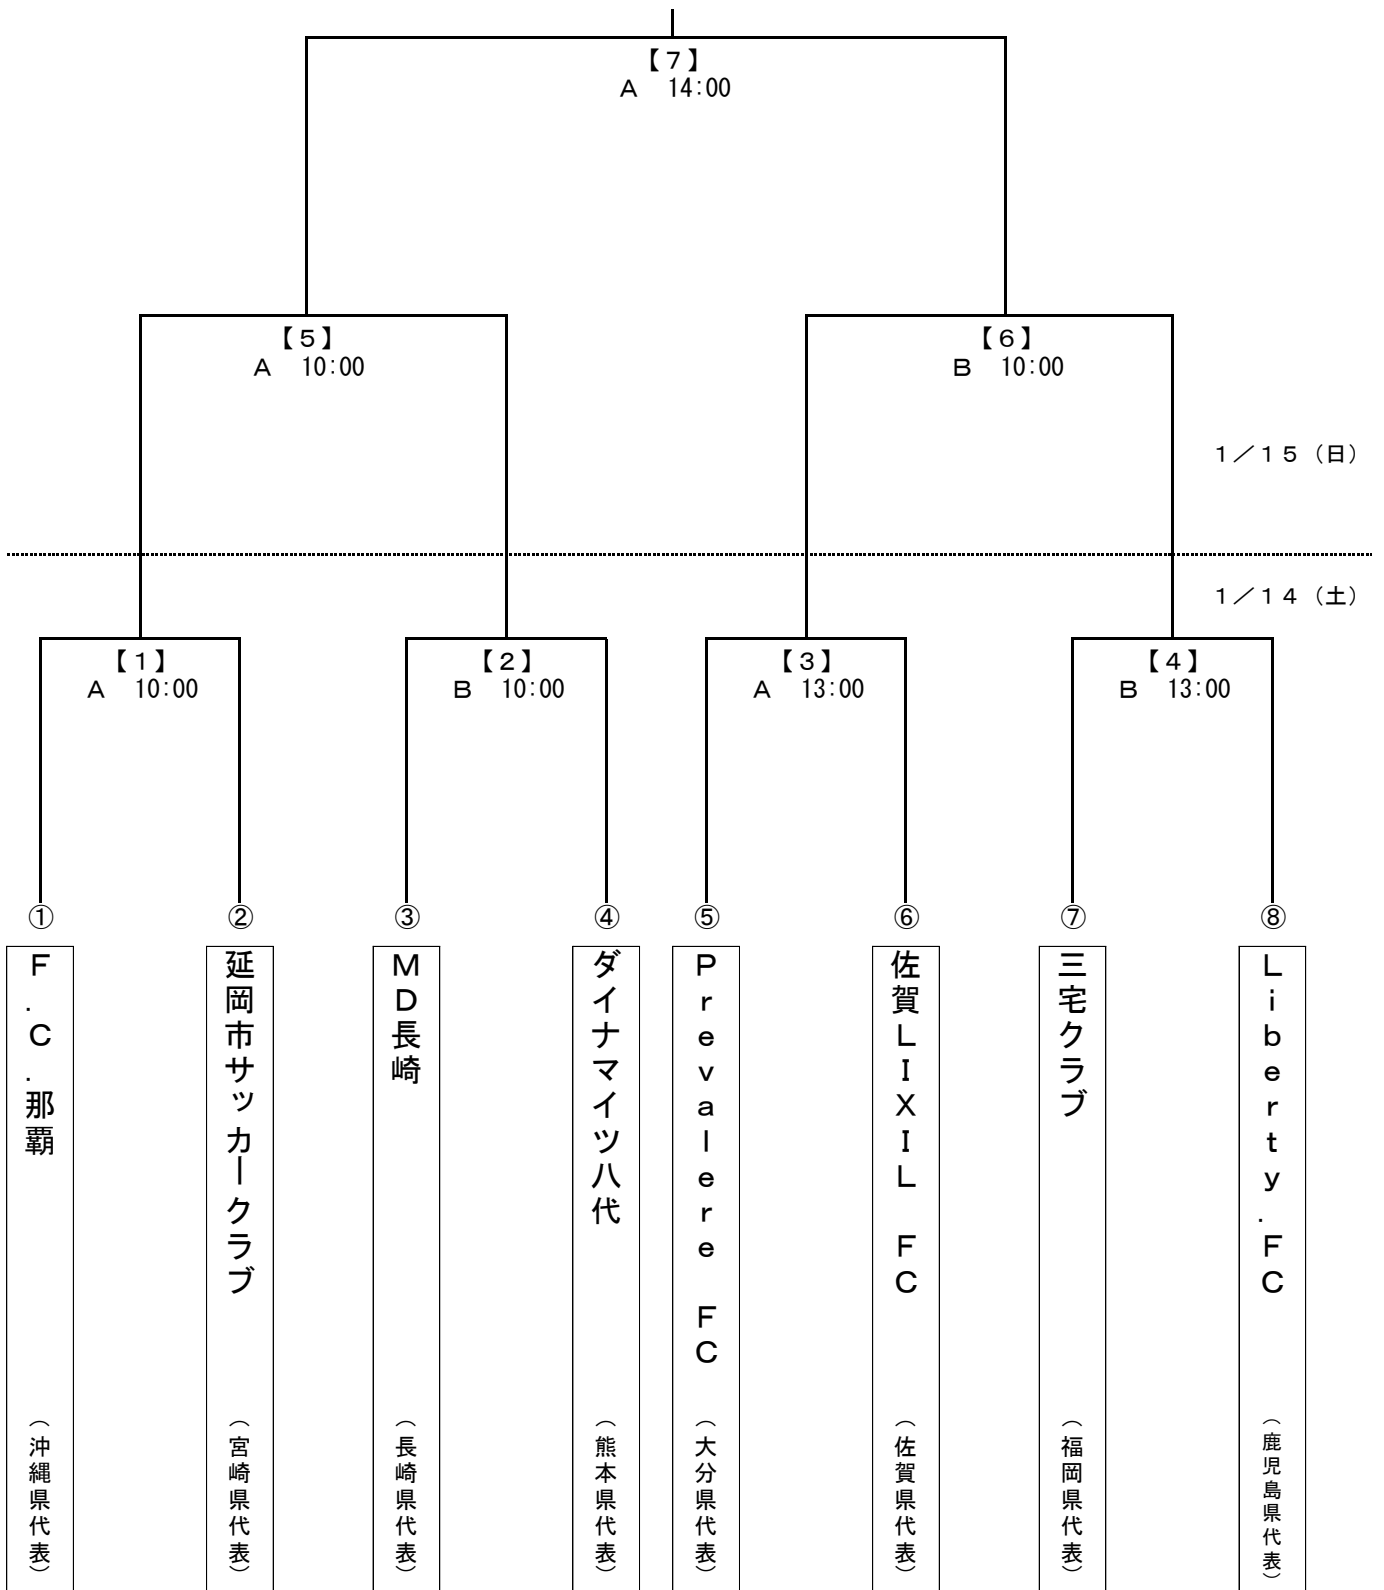 【７】
Ａ　14:00
【５】
Ａ　10:00
【６】
Ｂ　10:00
１／１５（日）
１／１４（土）
【１】
Ａ　10:00
【２】
Ｂ　10:00
【３】
Ａ　13:00
【４】
Ｂ　13:00
①
②
③
④
⑤
⑥
⑦
⑧
Ｆ．Ｃ．那覇
（沖縄県代表）
延岡市サッカークラブ
（宮崎県代表）
ＭＤ長崎
（長崎県代表）
ダイナマイツ八代
（熊本県代表）
Ｐｒｅｖａｌｅｒｅ　ＦＣ
（大分県代表）
佐賀ＬＩＸＩＬ　ＦＣ
（佐賀県代表）
三宅クラブ
（福岡県代表）
Ｌｉｂｅｒｔｙ．ＦＣ
（鹿児島県代表）